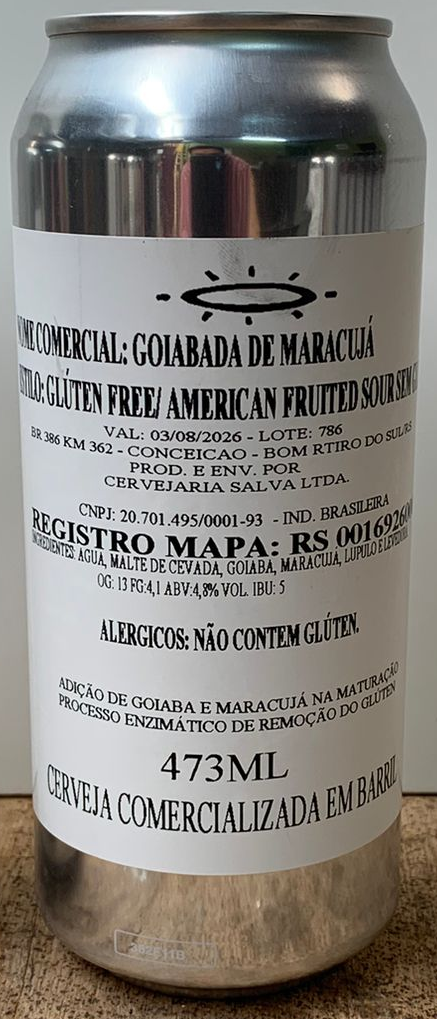 NOME COMERCIAL: GOIABADA DE MARACUJÁ
ESTILO: GLÚTEN FREE/ AMERICAN FRUITED SOUR SEM
VAL: 03/08/2026 - LOTE: 786
BR 386 KM 362 - CONCEICAO - BOM RTIRO DO SUL/RS
PROD. E ENV. POR
CERVEJARIA SALVA LTDA.
CNPJ: 20.701.495/0001-93 - IND. BRASILEIRA
REGISTRO MAPA: RS
INGREDIENTES: AGUA, MALTE DE CEVADA, GOIABA, MARACUJA, LUPULO E LEVEDURA
OG: 13 FG:4,1 ABV:4,8% VOL. IBU: 5
ALERGICOS: NÃO CONTEM GLÚTEN.
ADIÇÃO DE GOIABA E MARACUJÁ NA MATURAÇÃO
PROCESSO ENZIMÁTICO DE REMOÇÃO DO GLÚTEN
473ML
CERVEJA COMERCIALIZADA EM BARRIL